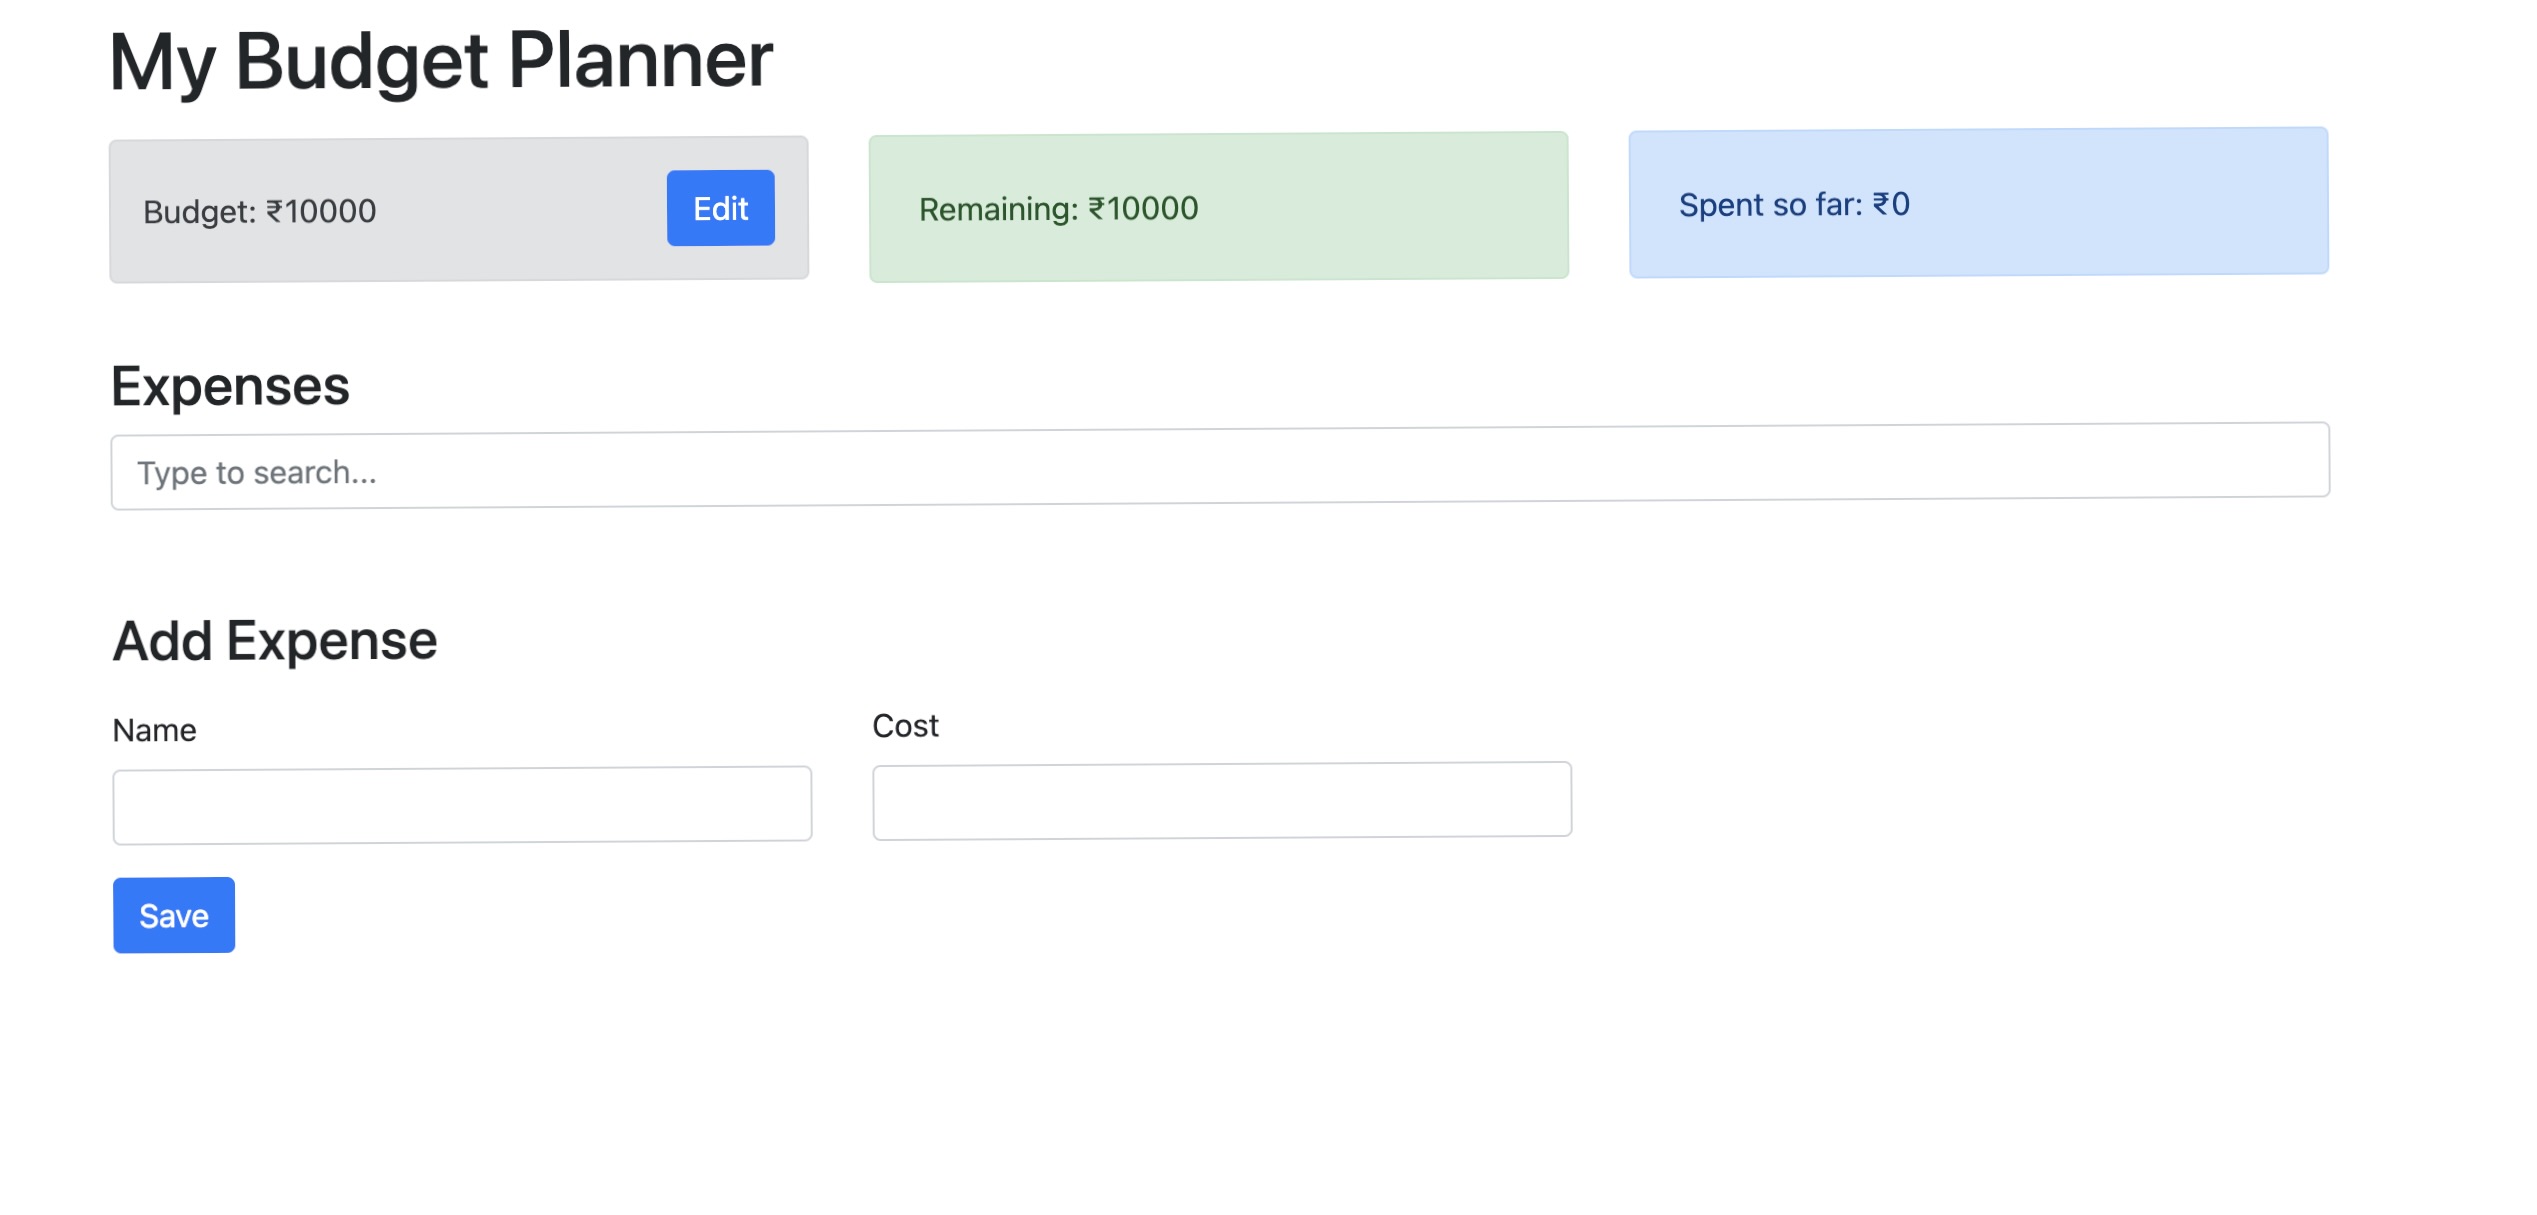 My Budget Planner
Budget: ₹10000
Edit
Remaining: ₹10000
Spent so far: ₹0
Expenses
Type to search...
Add Expense
Name
Cost
Save